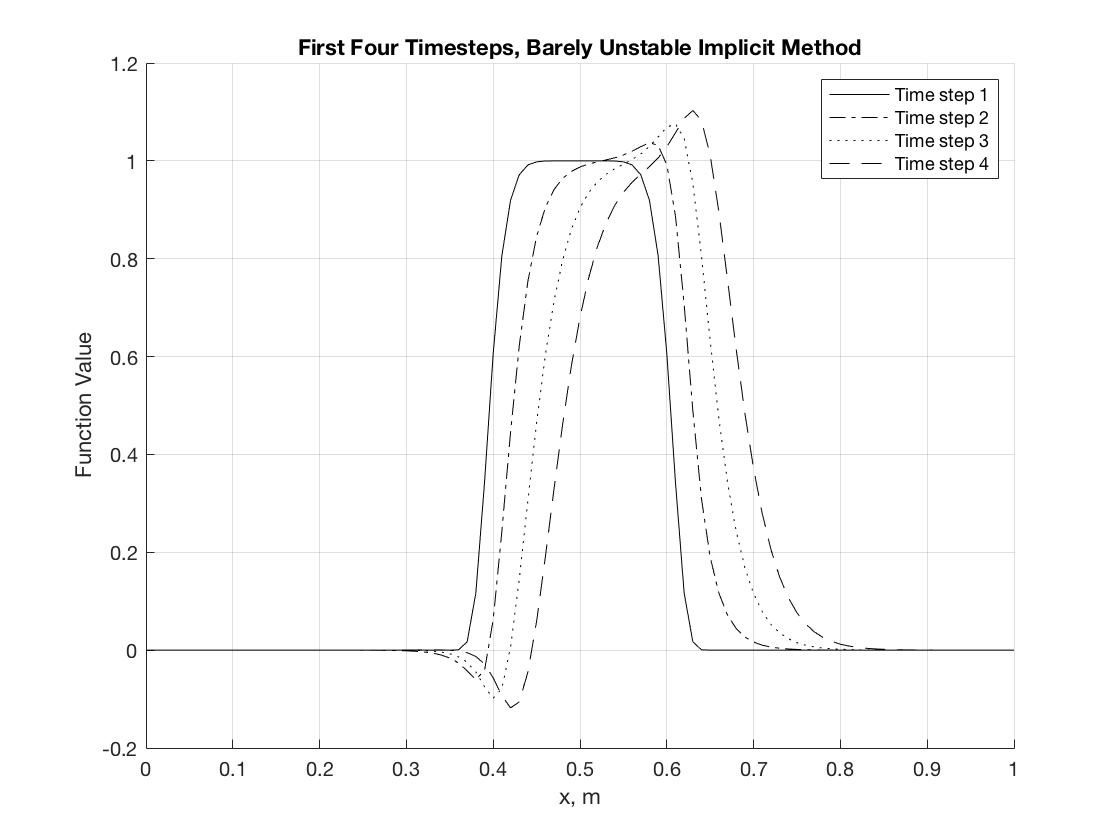 First Four Timesteps, Barely Unstable Implicit Method
1.2
1
0.8
0.6
0.4
0.2
0
-0.2
Function Value
Time step 1
Time step 2
Time step 3
Time step 4
0 0.1 0.2 0.3 0.4 0.5 0.6 0.7 0.8 0.9 1
x, m